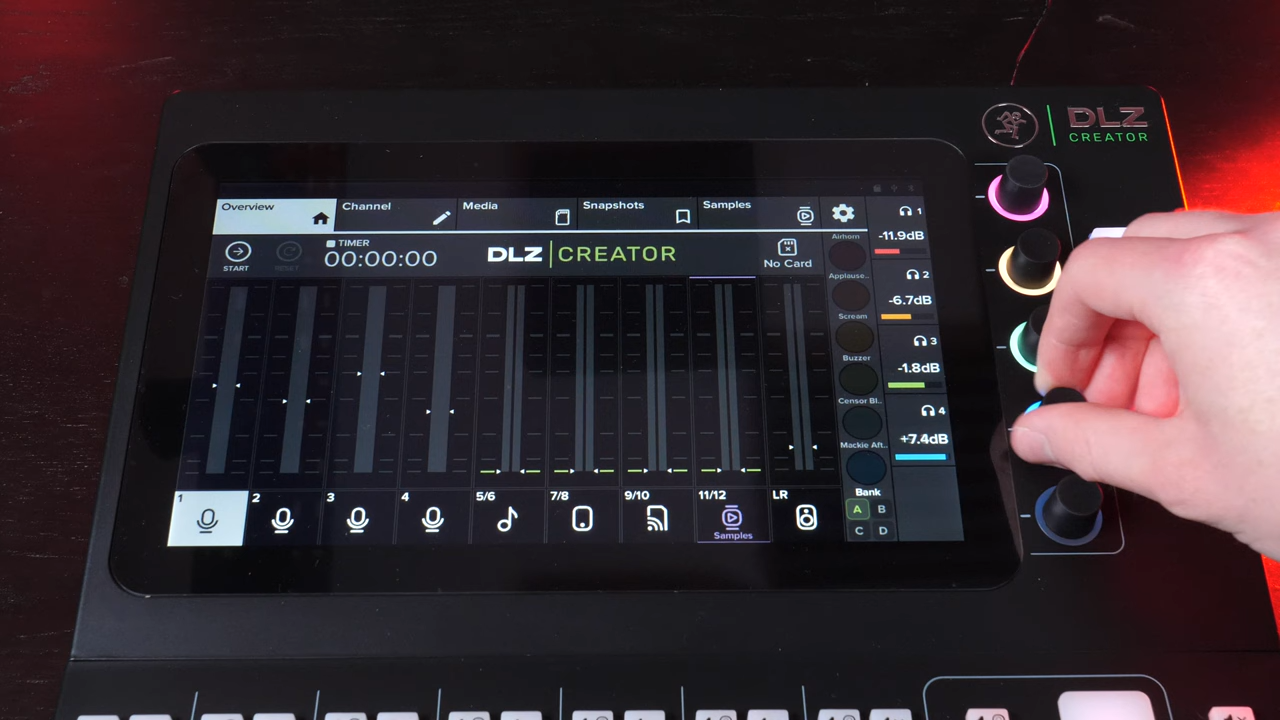 DLZ
CREATOR
Overview
Channel
Media
Snapshots
Samples
START
RESET
TIMER
00:00:00
DLZ CREATOR
No Card
Airhorn
Applause..
Scream
Buzzer
Censor Bl..
Mackie Aft..
Bank
A B
C D
1
-11.9dB
2
-6.7dB
3
-1.8dB
4
+7.4dB
1
2
3
4
5/6
7/8
9/10
11/12
Samples
LR